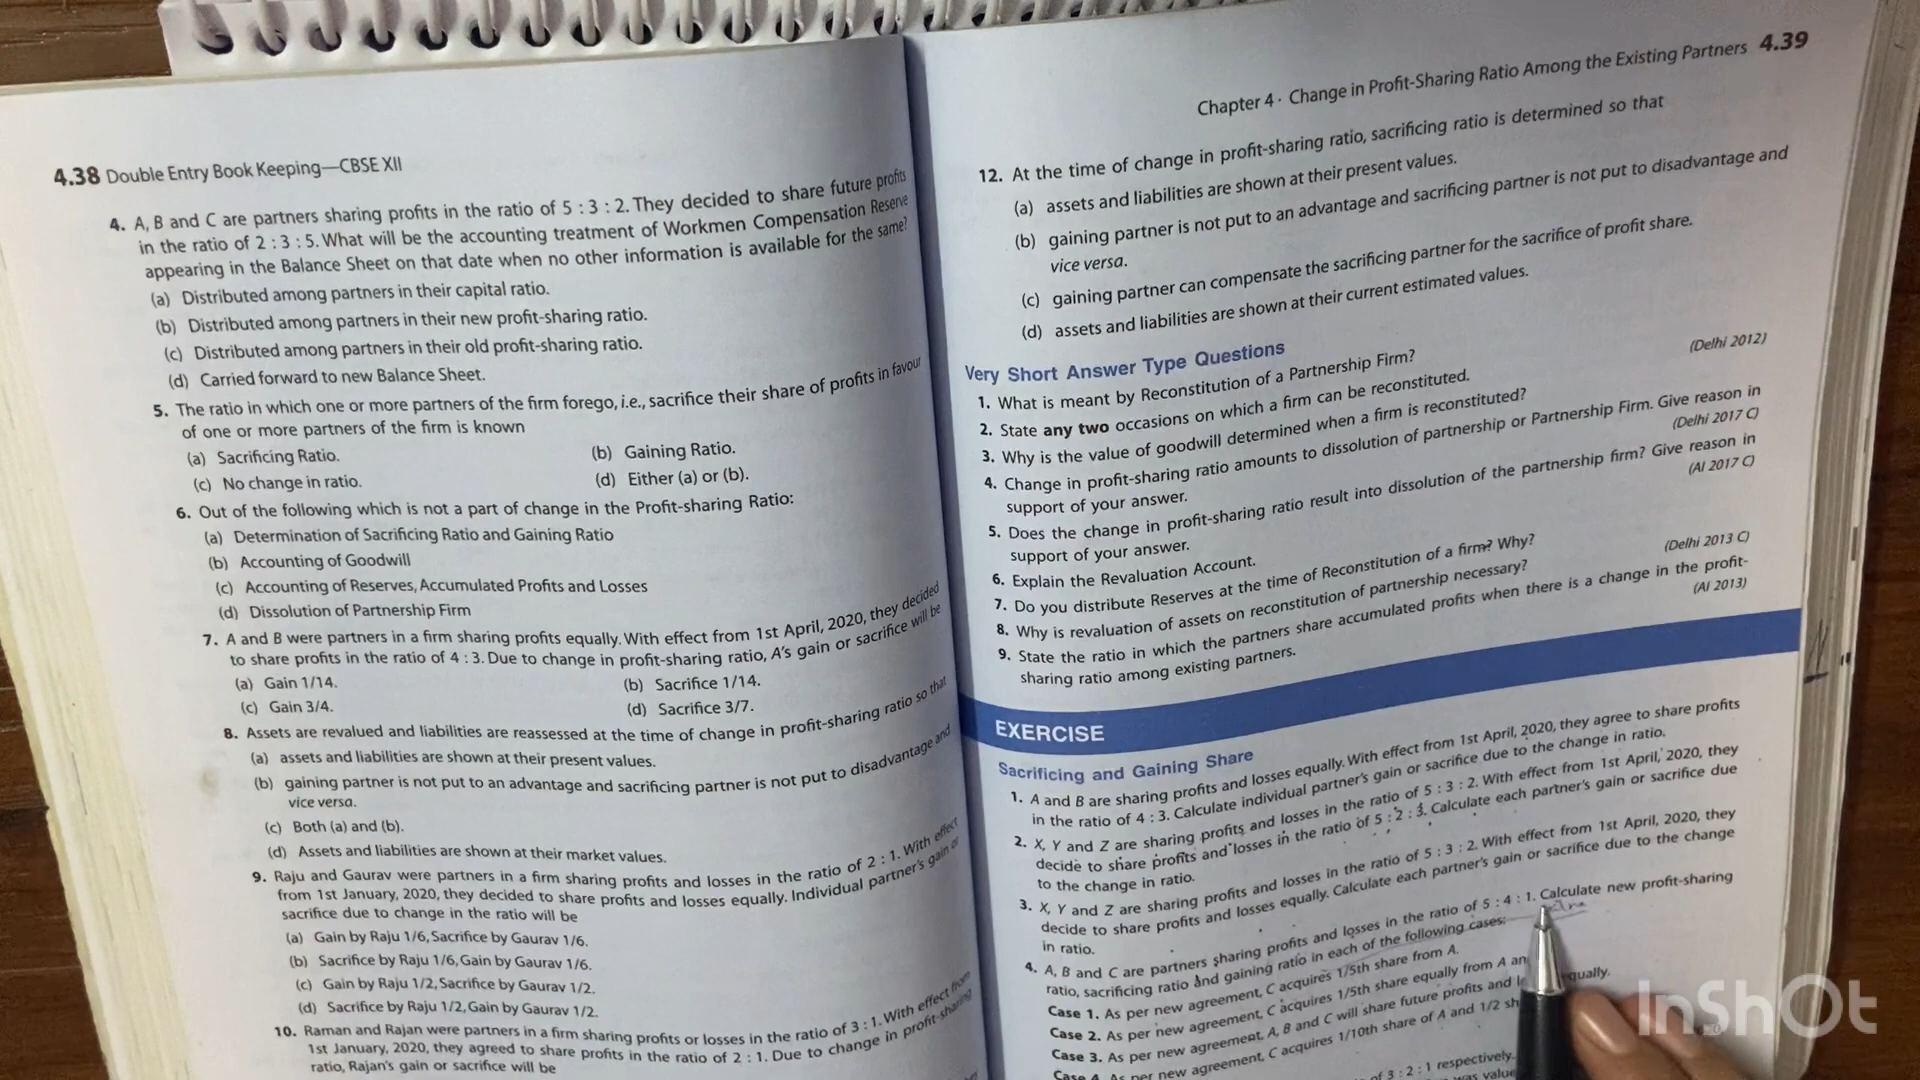 4.38 Double Entry Book Keeping—CBSE XII
4. A, B and C are partners sharing profits in the ratio of 5 : 3 : 2. They decided to share future profits
in the ratio of 2 : 3 : 5. What will be the accounting treatment of Workmen Compensation Reserve
appearing in the Balance Sheet on that date when no other information is available for the same?
(a) Distributed among partners in their capital ratio.
(b) Distributed among partners in their new profit-sharing ratio.
(c) Distributed among partners in their old profit-sharing ratio.
(d) Carried forward to new Balance Sheet.
5. The ratio in which one or more partners of the firm forego, i.e., sacrifice their share of profits in favour
of one or more partners of the firm is known
(a) Sacrificing Ratio. (b) Gaining Ratio.
(c) No change in ratio. (d) Either (a) or (b).
6. Out of the following which is not a part of change in the Profit-sharing Ratio:
(a) Determination of Sacrificing Ratio and Gaining Ratio
(b) Accounting of Goodwill
(c) Accounting of Reserves, Accumulated Profits and Losses
(d) Dissolution of Partnership Firm
7. A and B were partners in a firm sharing profits equally. With effect from 1st April, 2020, they decided
to share profits in the ratio of 4 : 3. Due to change in profit-sharing ratio, A's gain or sacrifice will be
(a) Gain 1/14. (b) Sacrifice 1/14.
(c) Gain 3/4. (d) Sacrifice 3/7.
8. Assets are revalued and liabilities are reassessed at the time of change in profit-sharing ratio so that
(a) assets and liabilities are shown at their present values.
(b) gaining partner is not put to an advantage and sacrificing partner is not put to disadvantage and
vice versa.
(c) Both (a) and (b).
(d) Assets and liabilities are shown at their market values.
9. Raju and Gaurav were partners in a firm sharing profits and losses in the ratio of 2 : 1. With effect
from 1st January, 2020, they decided to share profits and losses equally. Individual partner's gain or
sacrifice due to change in the ratio will be
(a) Gain by Raju 1/6, Sacrifice by Gaurav 1/6.
(b) Sacrifice by Raju 1/6, Gain by Gaurav 1/6.
(c) Gain by Raju 1/2, Sacrifice by Gaurav 1/2.
(d) Sacrifice by Raju 1/2, Gain by Gaurav 1/2.
10. Raman and Rajan were partners in a firm sharing profits or losses in the ratio of 3 : 1. With effect from
1st January, 2020, they agreed to share profits in the ratio of 2 : 1. Due to change in profit-sharing
ratio, Rajan's gain or sacrifice will be
Chapter 4 · Change in Profit-Sharing Ratio Among the Existing Partners 4.39
12. At the time of change in profit-sharing ratio, sacrificing ratio is determined so that
(a) assets and liabilities are shown at their present values.
(b) gaining partner is not put to an advantage and sacrificing partner is not put to disadvantage and
vice versa.
(c) gaining partner can compensate the sacrificing partner for the sacrifice of profit share.
(d) assets and liabilities are shown at their current estimated values.
Very Short Answer Type Questions
1. What is meant by Reconstitution of a Partnership Firm? (Delhi 2012)
2. State any two occasions on which a firm can be reconstituted.
3. Why is the value of goodwill determined when a firm is reconstituted?
4. Change in profit-sharing ratio amounts to dissolution of partnership or Partnership Firm. Give reason in
support of your answer. (Delhi 2017 C)
5. Does the change in profit-sharing ratio result into dissolution of the partnership firm? Give reason in
support of your answer. (AI 2017 C)
6. Explain the Revaluation Account.
7. Do you distribute Reserves at the time of Reconstitution of a firm? Why?
8. Why is revaluation of assets on reconstitution of partnership necessary? (Delhi 2013 C)
9. State the ratio in which the partners share accumulated profits when there is a change in the profit-
sharing ratio among existing partners. (AI 2013)
EXERCISE
Sacrificing and Gaining Share
1. A and B are sharing profits and losses equally. With effect from 1st April, 2020, they agree to share profits
in the ratio of 4 : 3. Calculate individual partner's gain or sacrifice due to the change in ratio.
2. X, Y and Z are sharing profits and losses in the ratio of 5 : 3 : 2. With effect from 1st April, 2020, they
decide to share profits and losses in the ratio of 5 : 2 : 3. Calculate each partner's gain or sacrifice due
to the change in ratio.
3. X, Y and Z are sharing profits and losses in the ratio of 5 : 3 : 2. With effect from 1st April, 2020, they
decide to share profits and losses equally. Calculate each partner's gain or sacrifice due to the change
in ratio.
4. A, B and C are partners sharing profits and losses in the ratio of 5 : 4 : 1. Calculate new profit-sharing
ratio, sacrificing ratio and gaining ratio in each of the following cases:
Case 1. As per new agreement, C acquires 1/5th share from A.
Case 2. As per new agreement, C acquires 1/5th share equally from A an
Case 3. As per new agreement, A, B and C will share future profits and l equally.
Case 4. As per new agreement, C acquires 1/10th share of A and 1/2 sh
of 3 : 2 : 1 respectively.
was value
InShOt